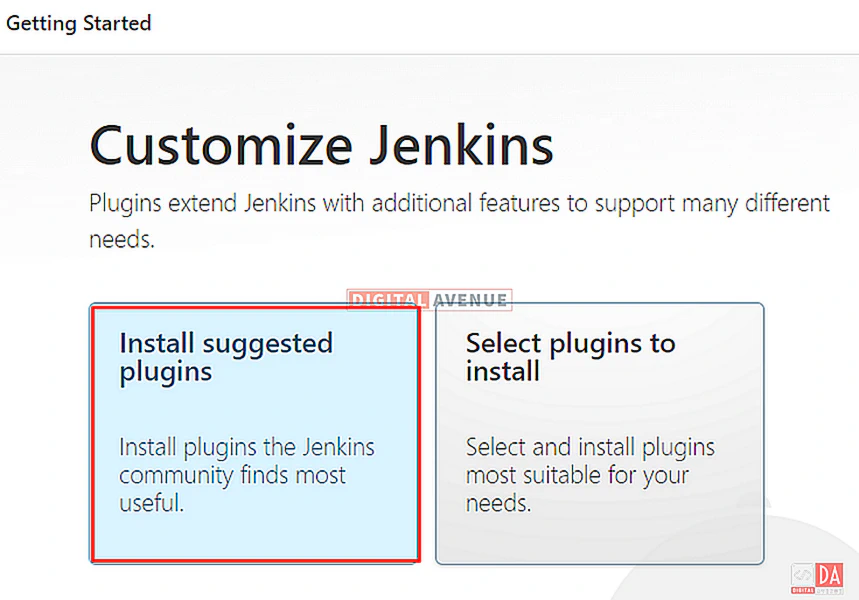 Getting Started
Customize Jenkins
Plugins extend Jenkins with additional features to support many different
needs.
DIGITAL AVENUE
Install suggested
plugins
Install plugins the Jenkins
community finds most
useful.
Select plugins to
install
Select and install plugins
most suitable for your
needs.
DA